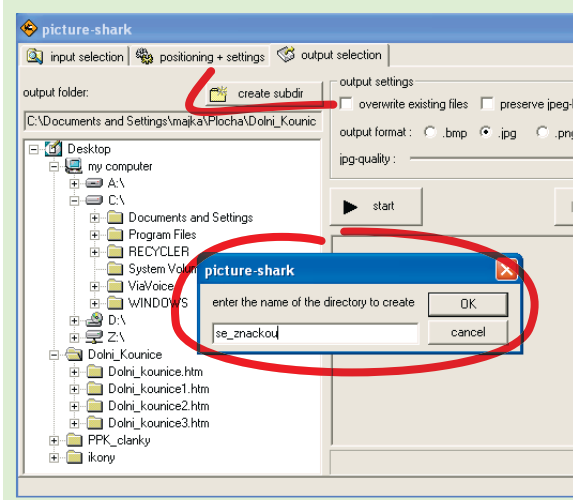 picture-shark
input selection positioning + settings output selection
output folder: create subdir
C:\Documents and Settings\majka\Plocha\Dolni_Kounic
output settings
overwrite existing files preserve jpeg-
output format : .bmp .jpg .png
jpg-quality :
start
Desktop
my computer
A:\
C:\
Documents and Settings
Program Files
RECYCLER
System Volum
ViaVoice
WINDOWS
D:\
Z:\
Dolni_Kounice
Dolni_kounice.htm
Dolni_kounice1.htm
Dolni_kounice2.htm
Dolni_kounice3.htm
PPK_clanky
ikony
picture-shark
enter the name of the directory to create
OK
se_znackou
cancel